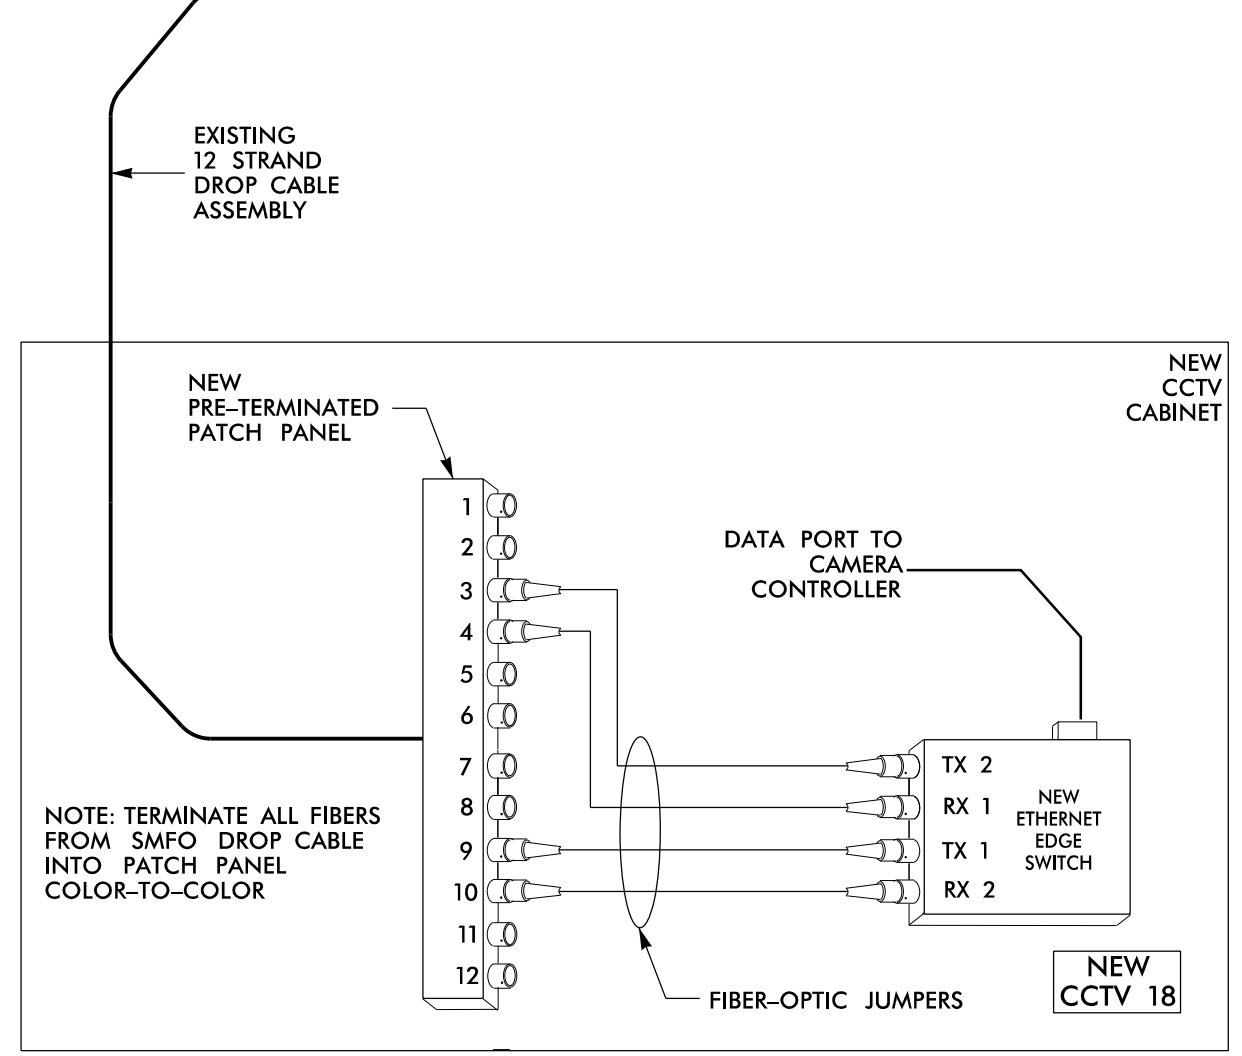 EXISTING
12 STRAND
DROP CABLE
ASSEMBLY
NEW
CCTV
CABINET
NEW
PRE–TERMINATED
PATCH PANEL
1
2
3
4
5
6
7
8
9
10
11
12
DATA PORT TO
CAMERA
CONTROLLER
TX 2
RX 1
TX 1
RX 2
NEW
ETHERNET
EDGE
SWITCH
NOTE: TERMINATE ALL FIBERS
FROM SMFO DROP CABLE
INTO PATCH PANEL
COLOR–TO–COLOR
FIBER–OPTIC JUMPERS
NEW
CCTV 18